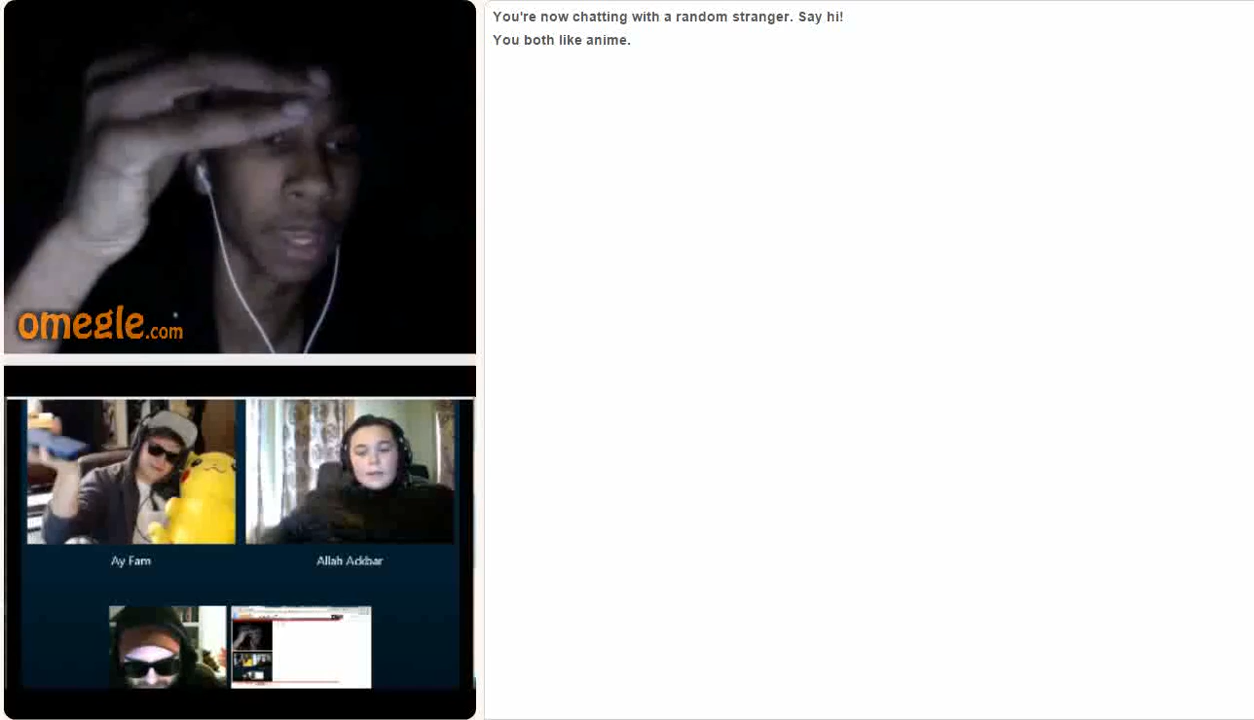 You're now chatting with a random stranger. Say hi!
You both like anime.
omegle.com
Ay Fam
Allah Ackbar